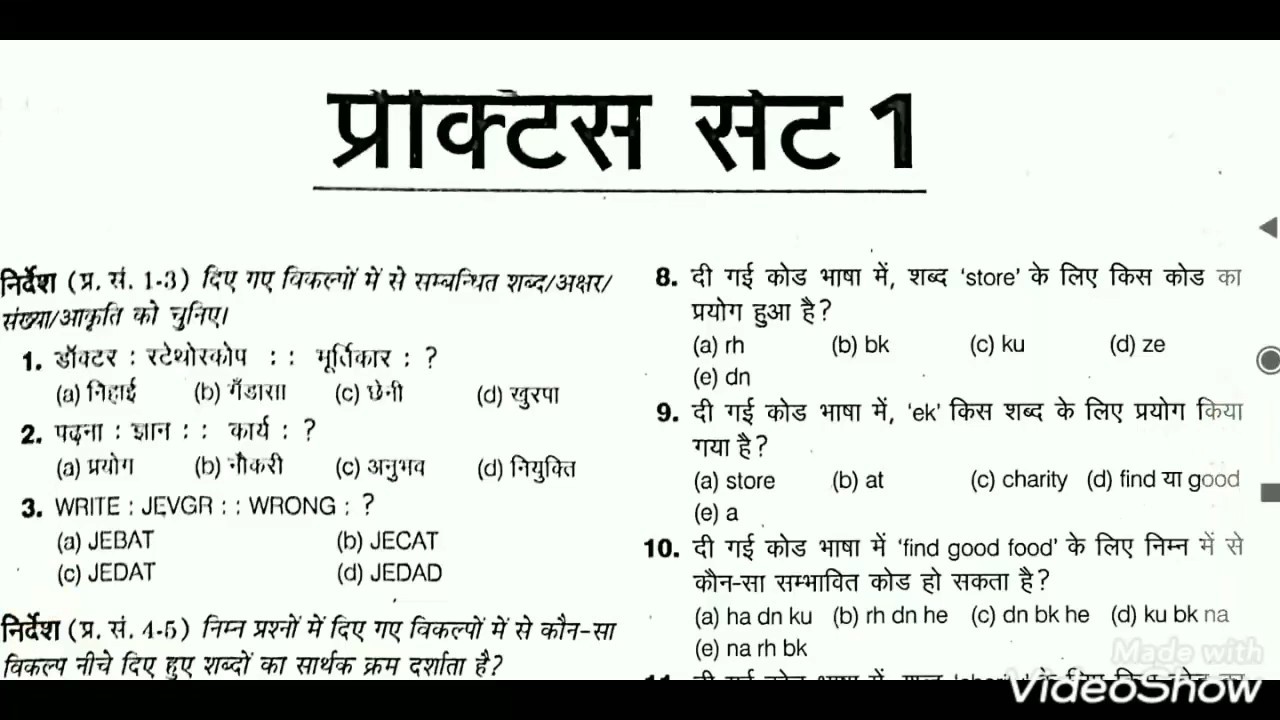 प्रैक्टिस सेट 1
निर्देश (प्र. सं. 1-3) दिए गए विकल्पों में से सम्बन्धित शब्द/अक्षर/
संख्या/आकृति को चुनिए।
1. डॉक्टर : स्टेथोस्कोप : : मूर्तिकार : ?
(a) निहाई (b) गँडासा (c) छेनी (d) खुरपा
2. पढ़ना : ज्ञान : : कार्य : ?
(a) प्रयोग (b) नौकरी (c) अनुभव (d) नियुक्ति
3. WRITE : JEVGR : : WRONG : ?
(a) JEBAT (b) JECAT
(c) JEDAT (d) JEDAD
निर्देश (प्र. सं. 4-5) निम्न प्रश्नों में दिए गए विकल्पों में से कौन-सा
विकल्प नीचे दिए हुए शब्दों का सार्थक क्रम दर्शाता है?
8. दी गई कोड भाषा में, शब्द 'store' के लिए किस कोड का
प्रयोग हुआ है?
(a) rh (b) bk (c) ku (d) ze
(e) dn
9. दी गई कोड भाषा में, 'ek' किस शब्द के लिए प्रयोग किया
गया है?
(a) store (b) at (c) charity (d) find या good
(e) a
10. दी गई कोड भाषा में 'find good food' के लिए निम्न में से
कौन-सा सम्भावित कोड हो सकता है?
(a) ha dn ku (b) rh dn he (c) dn bk he (d) ku bk na
(e) na rh bk
Made with
VideoShow